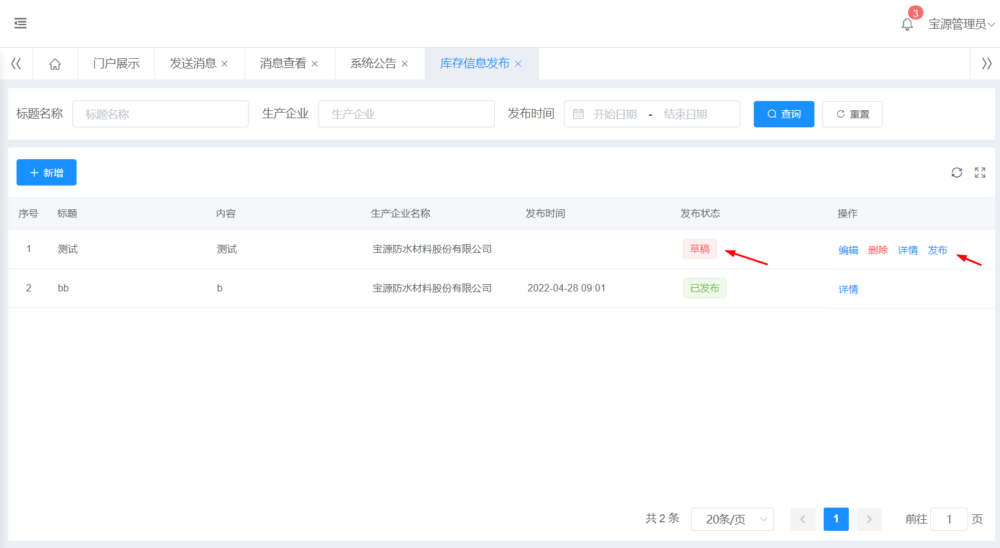 3
宝源管理员
门户展示 发送消息 消息查看 系统公告 库存信息发布
标题名称 标题名称 生产企业 生产企业 发布时间 开始日期 - 结束日期 查询 重置
新增
序号 标题 内容 生产企业名称 发布时间 发布状态 操作
1 测试 测试 宝源防水材料股份有限公司 草稿 编辑 删除 详情 发布
2 bb b 宝源防水材料股份有限公司 2022-04-28 09:01 已发布 详情
共 2 条 20条/页 1 前往 1 页